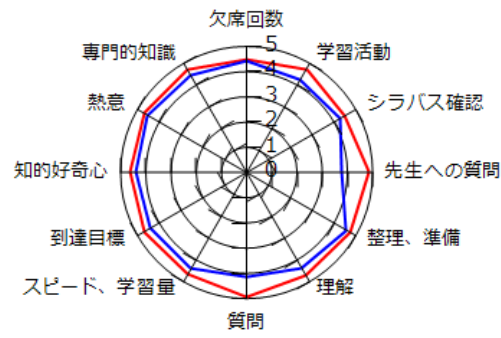 欠席回数
学習活動
シラバス確認
先生への質問
整理、準備
理解
質問
スピード、学習量
到達目標
知的好奇心
熱意
専門的知識
5
4
3
2
1
0